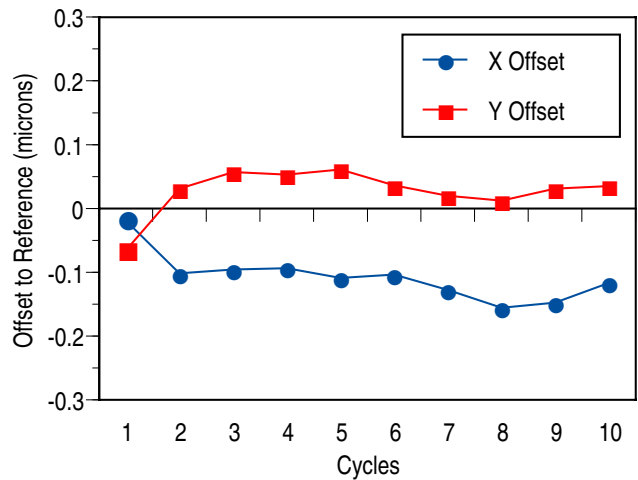 0.3
0.2
0.1
0
-0.1
-0.2
-0.3
Offset to Reference (microns)
X Offset
Y Offset
1 2 3 4 5 6 7 8 9 10
Cycles